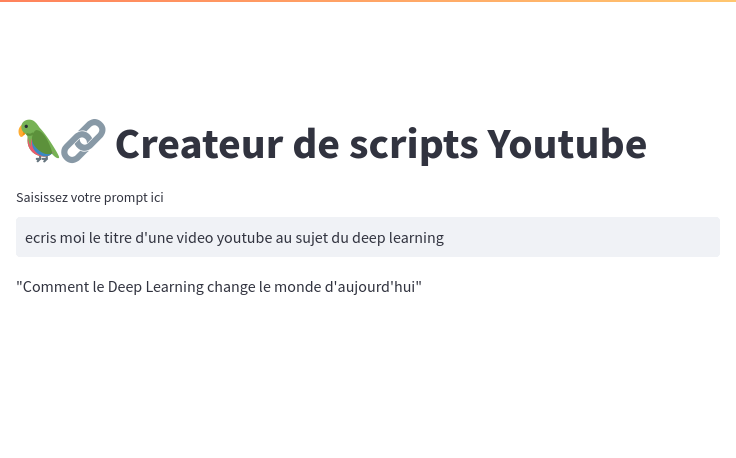 🦜🔗 Createur de scripts Youtube
Saisissez votre prompt ici
ecris moi le titre d'une video youtube au sujet du deep learning
"Comment le Deep Learning change le monde d'aujourd'hui"